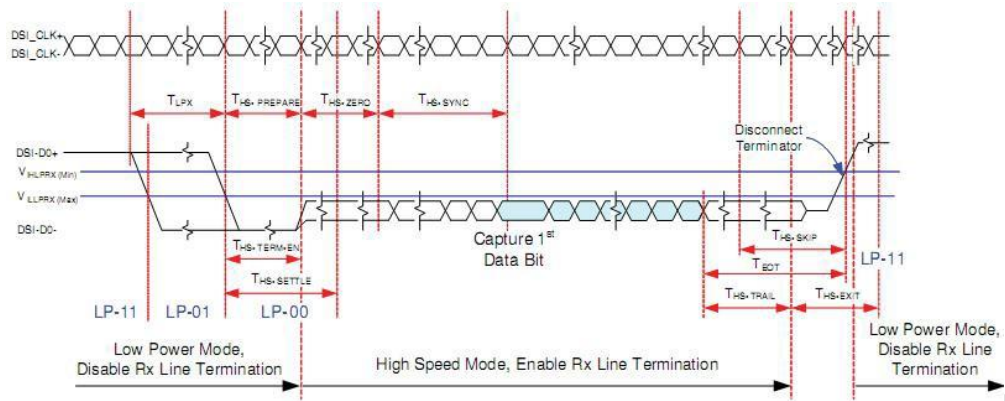 DSI_CLK+
DSI_CLK-
TLPX
THS-PREPARE
THS-ZERO
THS-SYNC
Disconnect
Terminator
DSI-D0+
VIHLPRX (Min)
VILLPRX (Max)
DSI-D0-
THS-TERM-EN
THS-SETTLE
Capture 1st
Data Bit
THS-SKIP
TEOT
THS-TRAIL
THS-EXIT
LP-11
LP-11
LP-01
LP-00
Low Power Mode,
Disable Rx Line Termination
High Speed Mode, Enable Rx Line Termination
Low Power Mode,
Disable Rx Line
Termination